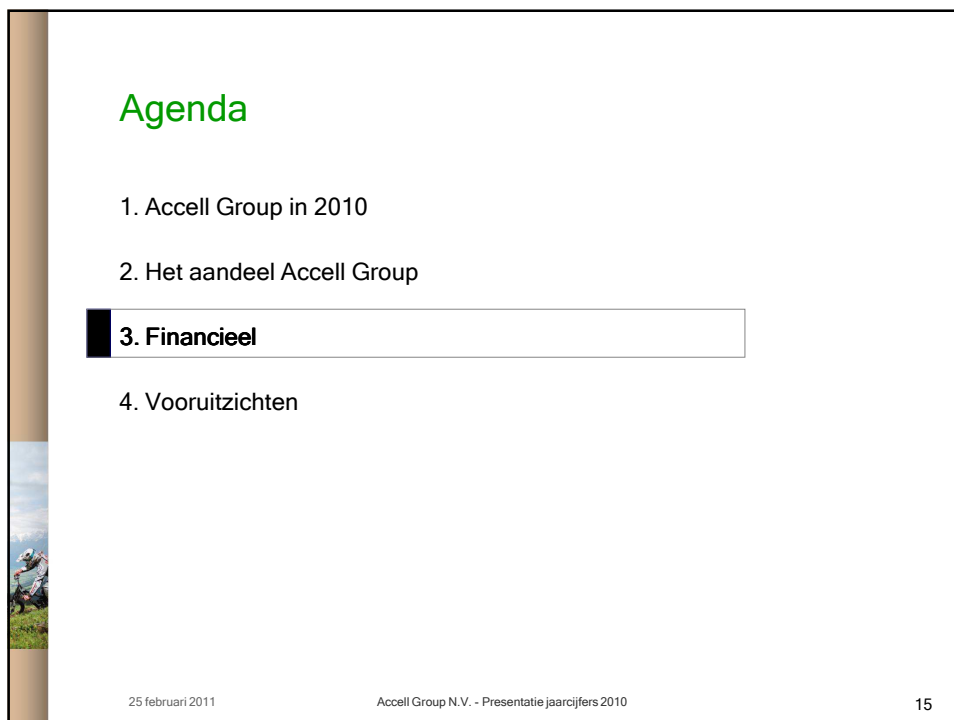 Agenda
1. Accell Group in 2010
2. Het aandeel Accell Group
3. Financieel
4. Vooruitzichten
25 februari 2011
Accell Group N.V. - Presentatie jaarcijfers 2010
15